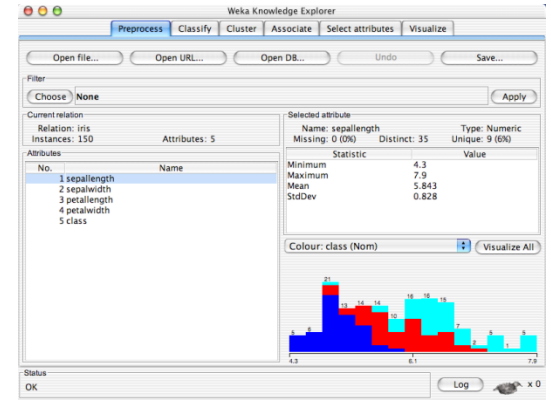 Weka Knowledge Explorer
Preprocess Classify Cluster Associate Select attributes Visualize
Open file... Open URL... Open DB... Undo Save...
Filter
Choose None Apply
Current relation
Relation: iris
Instances: 150 Attributes: 5
Attributes
No. Name
1 sepallength
2 sepalwidth
3 petallength
4 petalwidth
5 class
Selected attribute
Name: sepallength Type: Numeric
Missing: 0 (0%) Distinct: 35 Unique: 9 (6%)
Statistic Value
Minimum 4.3
Maximum 7.9
Mean 5.843
StdDev 0.828
Colour: class (Nom) Visualize All
5 6 21 13 14 14 10 16 16 15 7 2 5 1 5
4.3 6.1 7.9
Status
OK Log x 0